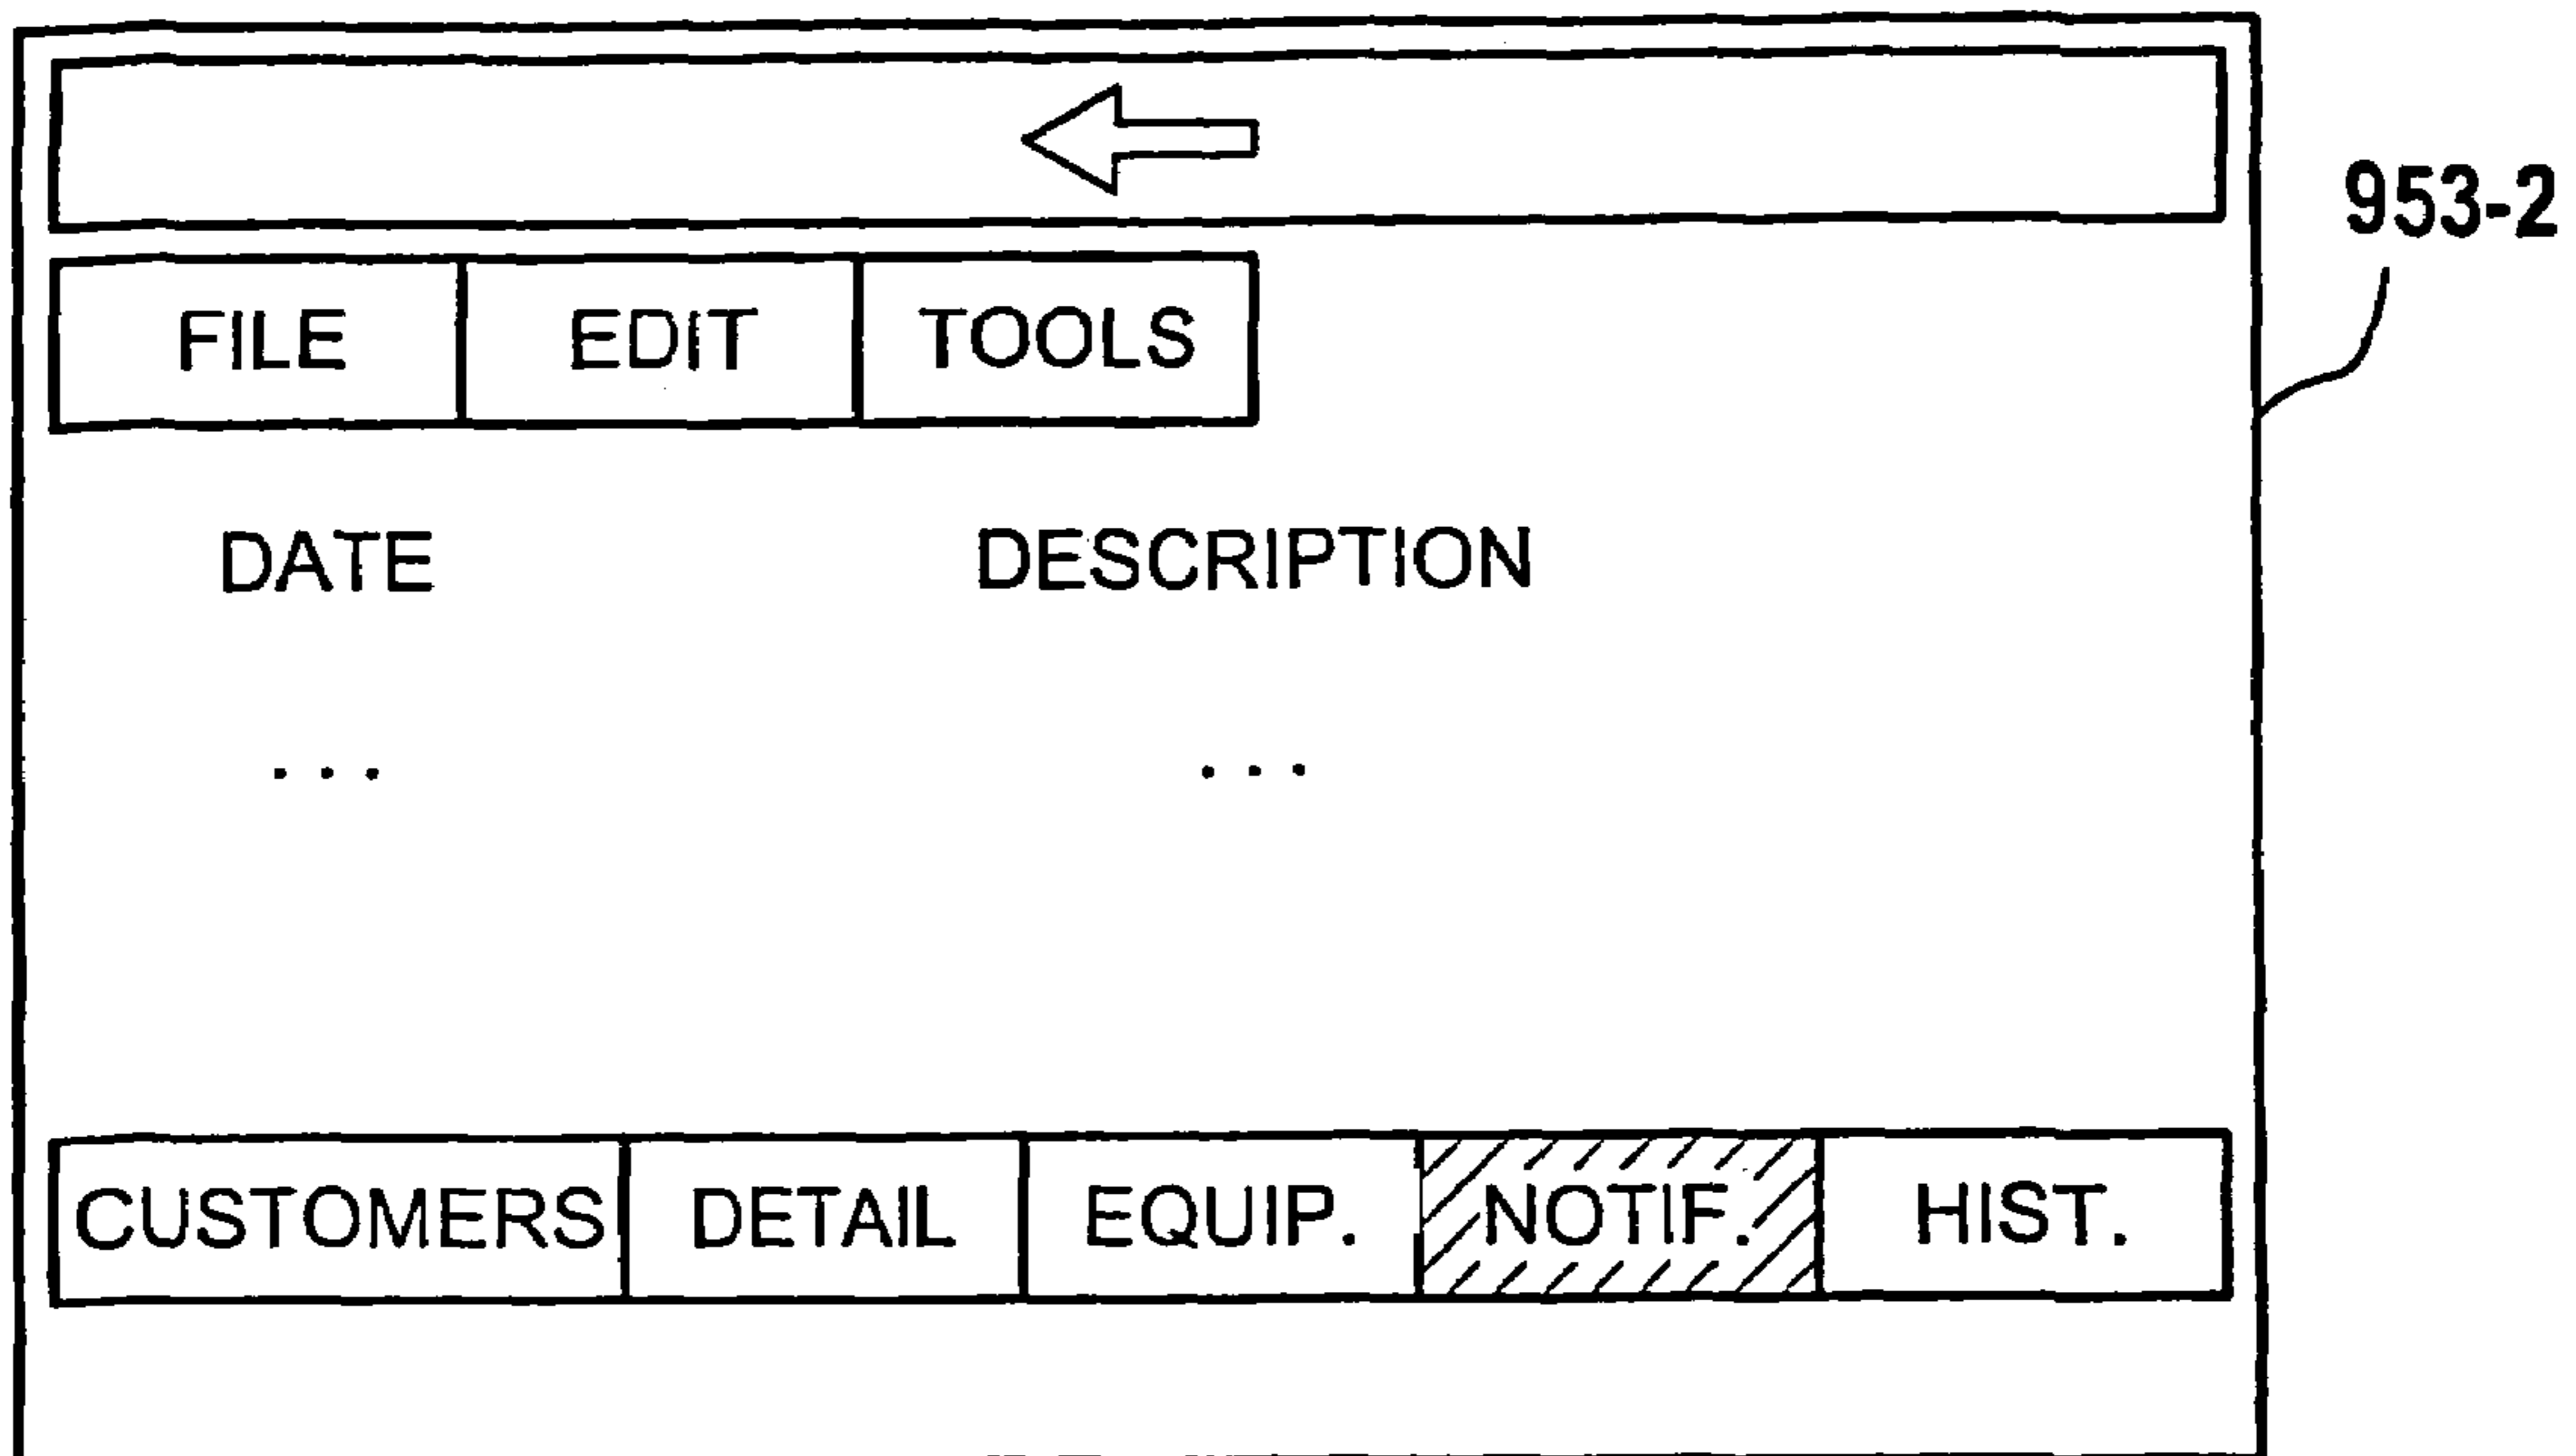 953-2
FILE EDIT TOOLS
DATE DESCRIPTION
... ...
CUSTOMERS DETAIL EQUIP. NOTIF. HIST.